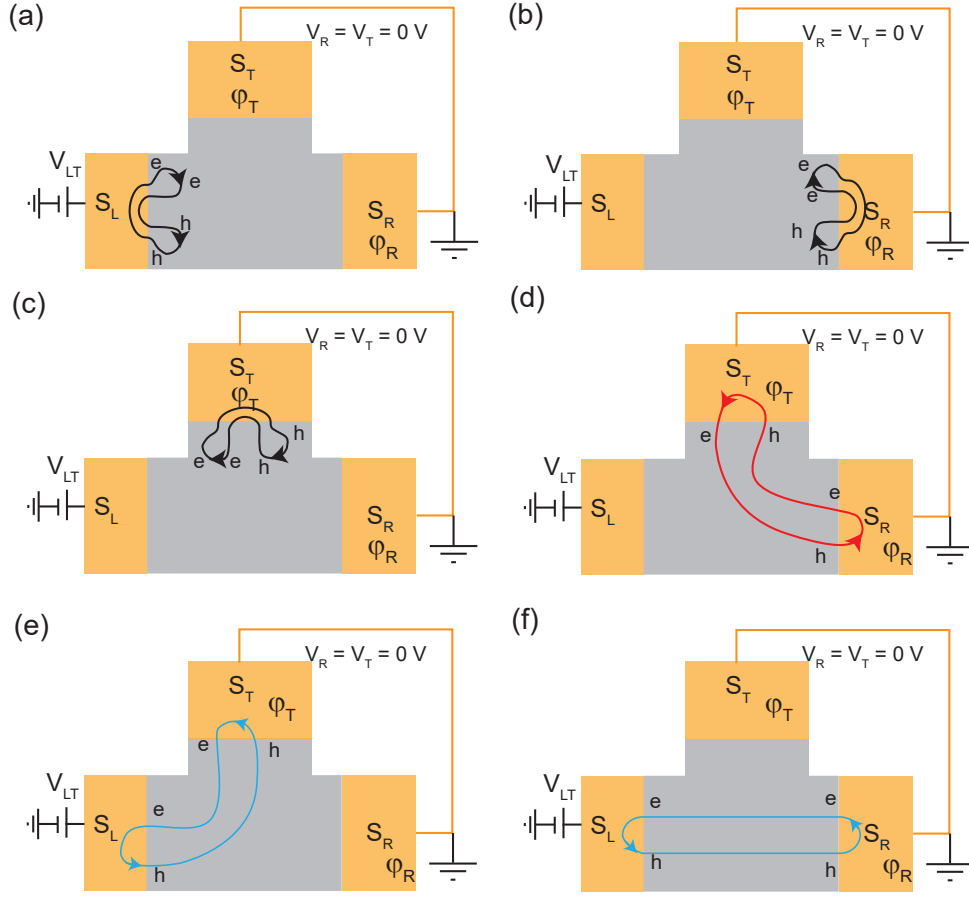 (a)
V_R = V_T = 0 V
S_T
φ_T
V_LT
S_L
e
e
h
h
S_R
φ_R
(b)
V_R = V_T = 0 V
S_T
φ_T
V_LT
S_L
e
e
h
h
S_R
φ_R
(c)
V_R = V_T = 0 V
S_T
φ_T
V_LT
S_L
e
e
h
h
S_R
φ_R
(d)
V_R = V_T = 0 V
S_T
φ_T
V_LT
S_L
e
h
e
h
S_R
φ_R
(e)
V_R = V_T = 0 V
S_T
φ_T
V_LT
S_L
e
h
e
h
S_R
φ_R
(f)
V_R = V_T = 0 V
S_T
φ_T
V_LT
S_L
e
e
h
h
S_R
φ_R